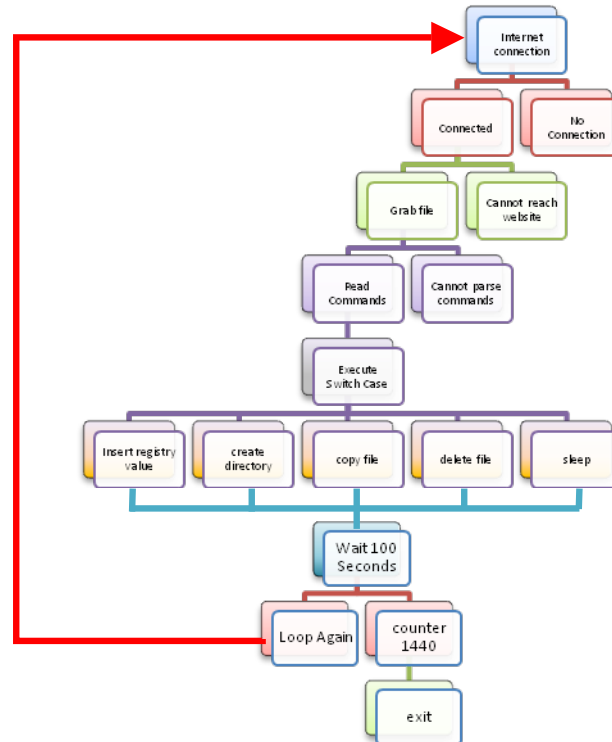 Internet
connection
Connected
No
Connection
Grab file
Cannot reach
website
Read
Commands
Cannot parse
commands
Execute
Switch Case
Insert registry
value
create
directory
copy file
delete file
sleep
Wait 100
Seconds
Loop Again
counter
1440
exit